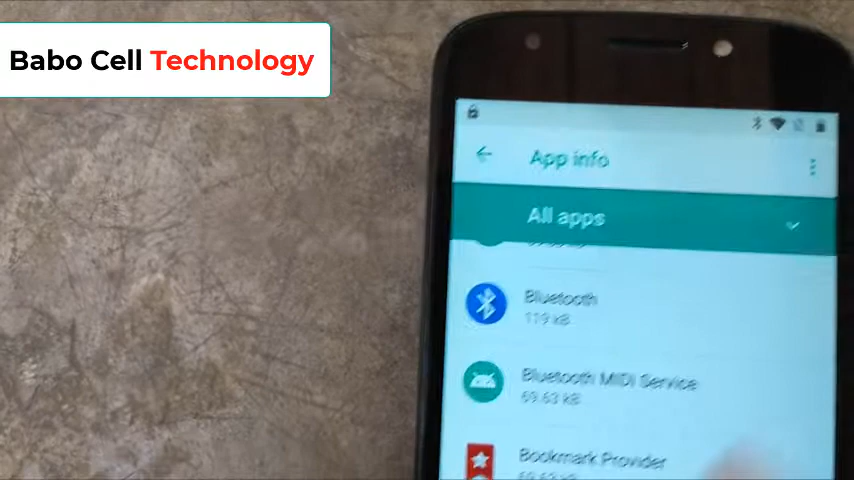 Babo Cell Technology
App info
All apps
Bluetooth
119 kB
Bluetooth MIDI Service
69.63 kB
Bookmark Provider